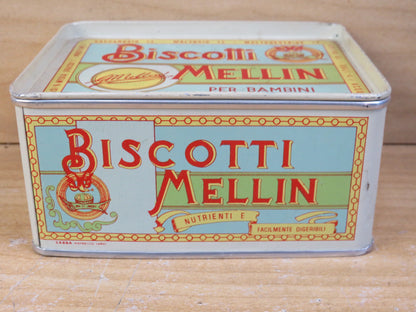 Biscotti
Mellin
MELLIN
PER BAMBINI
BISCOTTI
MELLIN
NUTRIENTI E
FACILMENTE DIGERIBILI